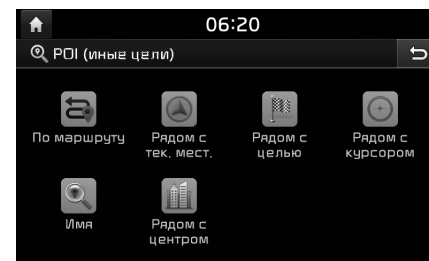 06:20
POI (иные цели)
По маршруту
Рядом с
тек. мест.
Рядом с
целью
Рядом с
курсором
Имя
Рядом с
центром